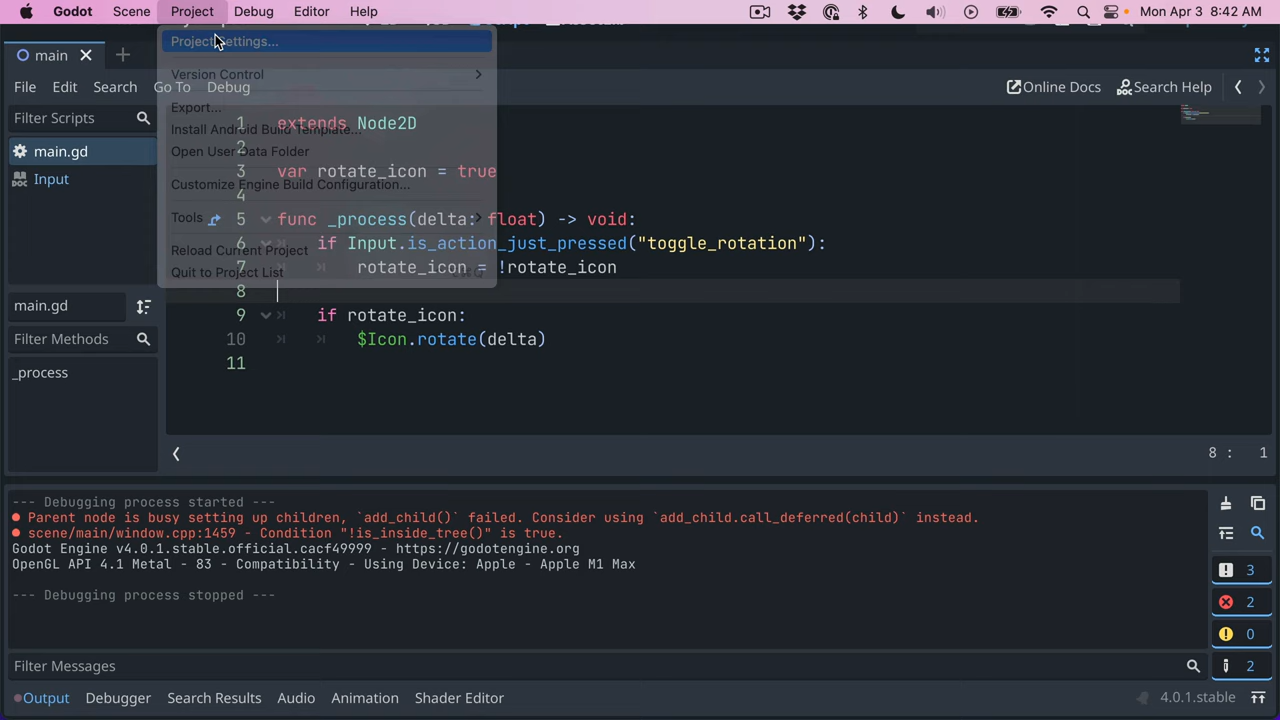 Godot Scene Project Debug Editor Help Mon Apr 3 8:42 AM
Project Settings...
main
Version Control
File Edit Search Go To Debug Online Docs Search Help
Export...
Install Android Build Template...
Open User Data Folder
Customize Engine Build Configuration...
Tools
Reload Current Project
Quit to Project List
Filter Scripts
main.gd
Input
main.gd
Filter Methods
_process
1 extends Node2D
2
3 var rotate_icon = true
4
5 func _process(delta: float) -> void:
6 if Input.is_action_just_pressed("toggle_rotation"):
7 rotate_icon = !rotate_icon
8
9 if rotate_icon:
10 $Icon.rotate(delta)
11
8 : 1
--- Debugging process started ---
Parent node is busy setting up children, `add_child()` failed. Consider using `add_child.call_deferred(child)` instead.
scene/main/window.cpp:1459 - Condition "!is_inside_tree()" is true.
Godot Engine v4.0.1.stable.official.cacf49999 - https://godotengine.org
OpenGL API 4.1 Metal - 83 - Compatibility - Using Device: Apple - Apple M1 Max
--- Debugging process stopped ---
3
2
0
2
Filter Messages
Output Debugger Search Results Audio Animation Shader Editor 4.0.1.stable